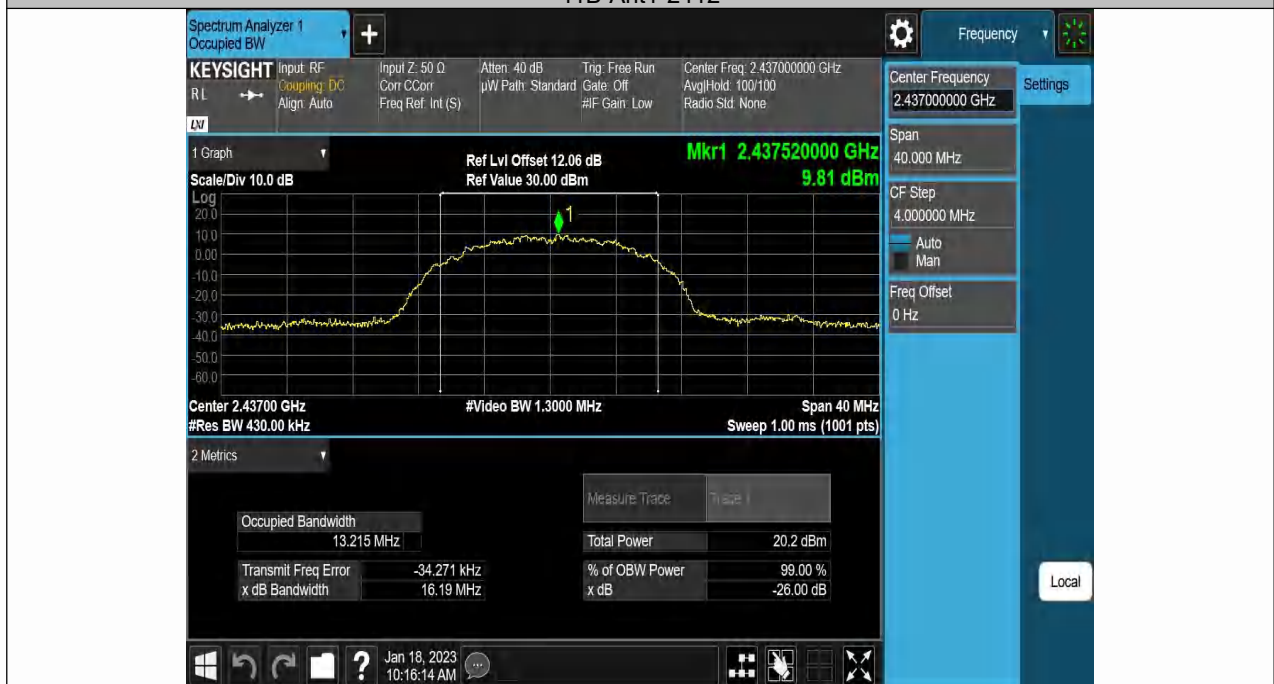 Spectrum Analyzer 1
Occupied BW
+
Frequency
KEYSIGHT
RL
LXI
Input: RF
Coupling: DC
Align: Auto
Input Z: 50 Ω
Corr CCorr
Freq Ref: Int (S)
Atten: 40 dB
µW Path: Standard
Trig: Free Run
Gate: Off
#IF Gain: Low
Center Freq: 2.437000000 GHz
Avg|Hold: 100/100
Radio Std: None
Center Frequency
2.437000000 GHz
Settings
Span
40.000 MHz
CF Step
4.000000 MHz
Auto
Man
Freq Offset
0 Hz
1 Graph
Scale/Div 10.0 dB
Ref Lvl Offset 12.06 dB
Ref Value 30.00 dBm
Mkr1 2.437520000 GHz
9.81 dBm
Log
20.0
10.0
0.00
-10.0
-20.0
-30.0
-40.0
-50.0
-60.0
1
Center 2.43700 GHz
#Video BW 1.3000 MHz
Span 40 MHz
#Res BW 430.00 kHz
Sweep 1.00 ms (1001 pts)
2 Metrics
Measure Trace
Trace 1
Occupied Bandwidth
13.215 MHz
Total Power
20.2 dBm
Transmit Freq Error
-34.271 kHz
% of OBW Power
99.00 %
x dB Bandwidth
16.19 MHz
x dB
-26.00 dB
Local
?
Jan 18, 2023
10:16:14 AM